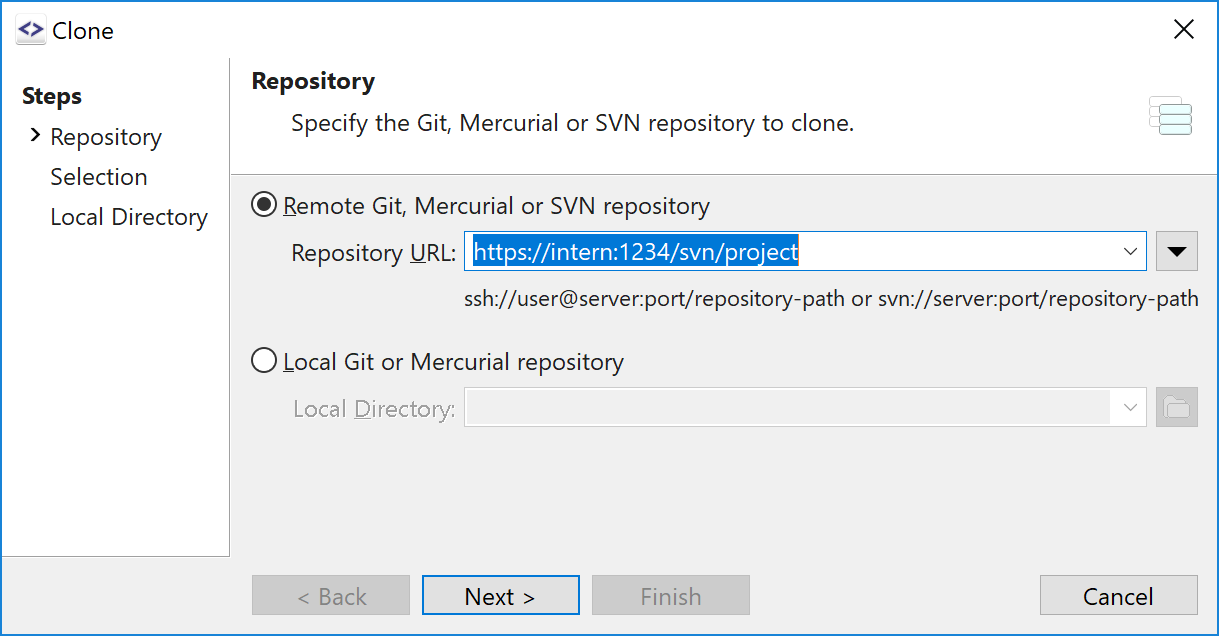 Clone
Steps
Repository
Selection
Local Directory
Repository
Specify the Git, Mercurial or SVN repository to clone.
Remote Git, Mercurial or SVN repository
Repository URL: https://intern:1234/svn/project
ssh://user@server:port/repository-path or svn://server:port/repository-path
Local Git or Mercurial repository
Local Directory:
< Back Next > Finish Cancel